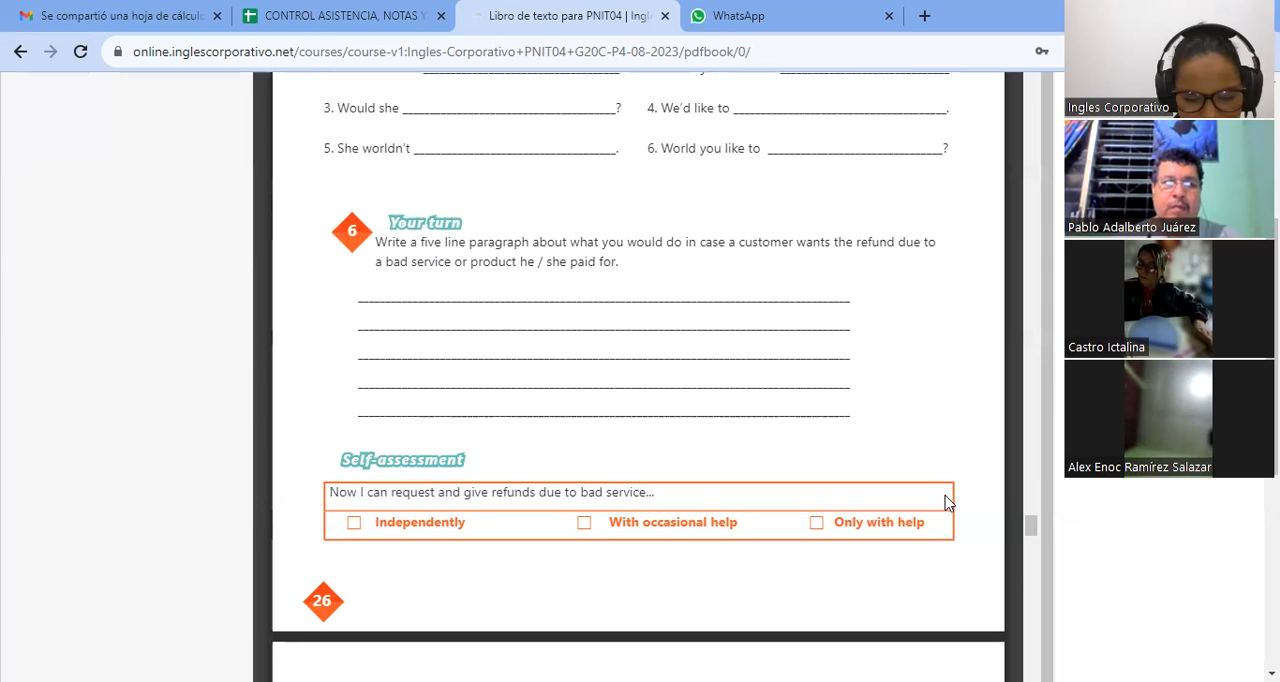 Se compartió una hoja de cálculo
CONTROL ASISTENCIA, NOTAS Y
Libro de texto para PNIT04 | Ingl
WhatsApp
online.inglescorporativo.net/courses/course-v1:Ingles-Corporativo+PNIT04+G20C-P4-08-2023/pdfbook/0/
3. Would she ______________________________?
4. We'd like to ______________________________.
5. She worldn't ______________________________.
6. World you like to _________________________?
6
Your turn
Write a five line paragraph about what you would do in case a customer wants the refund due to
a bad service or product he / she paid for.
Self-assessment
Now I can request and give refunds due to bad service...
Independently
With occasional help
Only with help
26
Ingles Corporativo
Pablo Adalberto Juárez
Castro Ictalina
Alex Enoc Ramírez Salazar